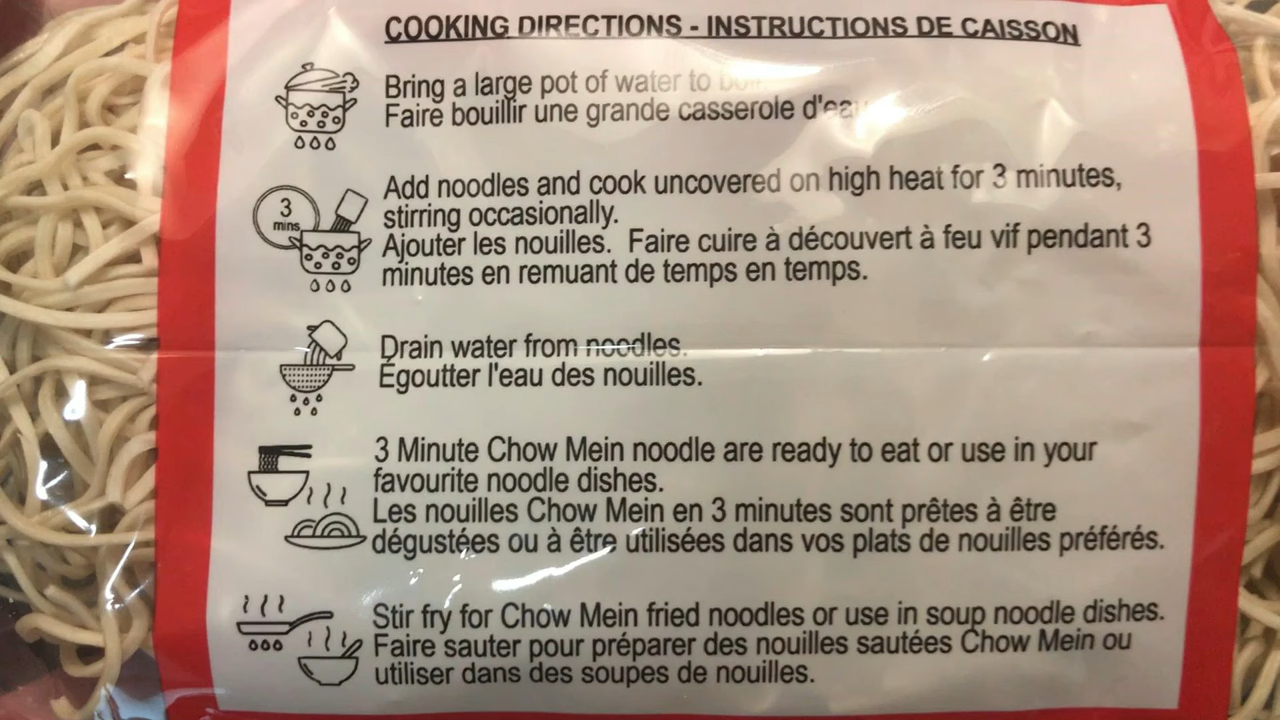 COOKING DIRECTIONS - INSTRUCTIONS DE CAISSON
Bring a large pot of water to boil.
Faire bouillir une grande casserole d'eau
3
mins
Add noodles and cook uncovered on high heat for 3 minutes,
stirring occasionally.
Ajouter les nouilles. Faire cuire à découvert à feu vif pendant 3
minutes en remuant de temps en temps.
Drain water from noodles.
Égoutter l'eau des nouilles.
3 Minute Chow Mein noodle are ready to eat or use in your
favourite noodle dishes.
Les nouilles Chow Mein en 3 minutes sont prêtes à être
dégustées ou à être utilisées dans vos plats de nouilles préférés.
Stir fry for Chow Mein fried noodles or use in soup noodle dishes.
Faire sauter pour préparer des nouilles sautées Chow Mein ou
utiliser dans des soupes de nouilles.